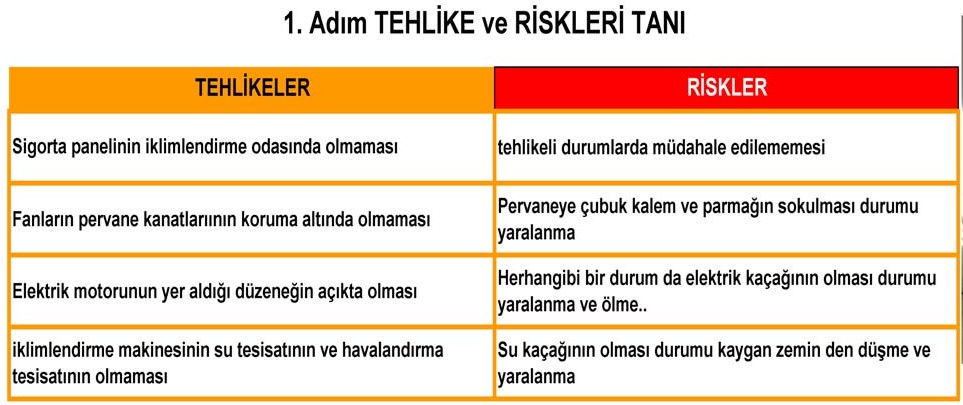 1. Adım TEHLİKE ve RİSKLERİ TANI
TEHLİKELER
RİSKLER
Sigorta panelinin iklimlendirme odasında olmaması
tehlikeli durumlarda müdahale edilememesi
Fanların pervane kanatlarıının koruma altında olmaması
Pervaneye çubuk kalem ve parmağın sokulması durumu
yaralanma
Elektrik motorunun yer aldığı düzeneğin açıkta olması
Herhangibi bir durum da elektrik kaçağının olması durumu
yaralanma ve ölme..
iklimlendirme makinesinin su tesisatının ve havalandırma
tesisatının olmaması
Su kaçağının olması durumu kaygan zemin den düşme ve
yaralanma